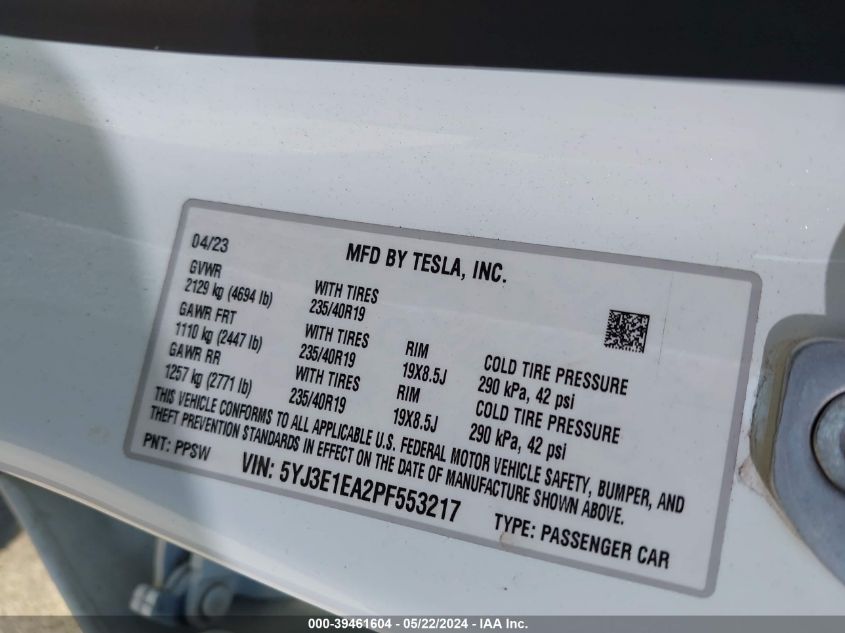 04/23
MFD BY TESLA, INC.
GVWR
2129 kg (4694 lb)
WITH TIRES
235/40R19
GAWR FRT
1110 kg (2447 lb)
WITH TIRES
235/40R19
RIM
19X8.5J
COLD TIRE PRESSURE
290 kPa, 42 psi
GAWR RR
1257 kg (2771 lb)
WITH TIRES
235/40R19
RIM
19X8.5J
COLD TIRE PRESSURE
290 kPa, 42 psi
THIS VEHICLE CONFORMS TO ALL APPLICABLE U.S. FEDERAL MOTOR VEHICLE SAFETY, BUMPER, AND
THEFT PREVENTION STANDARDS IN EFFECT ON THE DATE OF MANUFACTURE SHOWN ABOVE.
PNT: PPSW
VIN: 5YJ3E1EA2PF553217
TYPE: PASSENGER CAR
000-39461604 - 05/22/2024 - IAA Inc.